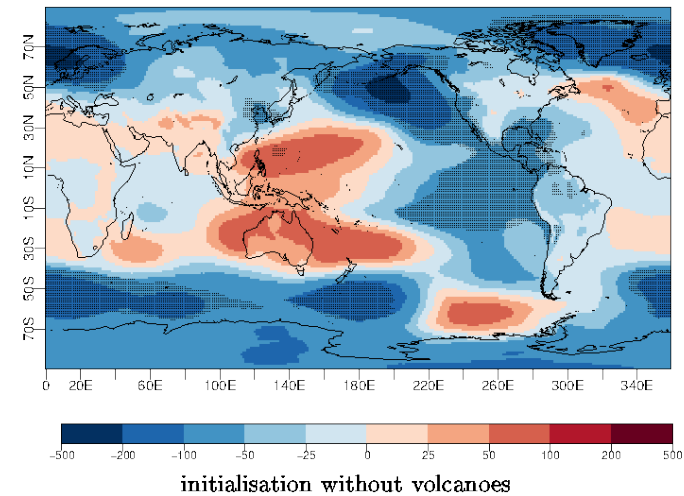 70N
50N
30N
10N
10S
30S
50S
70S
0 20E 60E 100E 140E 180E 220E 260E 300E 340E
-500 -200 -100 -50 -25 0 25 50 100 200 500
initialisation without volcanoes